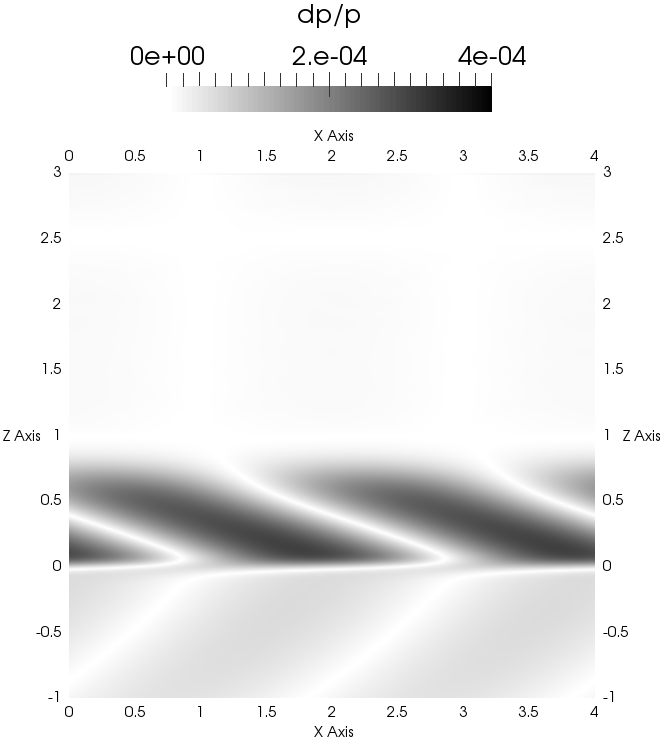 dp/p
0e+00 2.e-04 4e-04
X Axis
0 0.5 1 1.5 2 2.5 3 3.5 4
3 3
2.5 2.5
2 2
1.5 1.5
Z Axis 1 1 Z Axis
0.5 0.5
0 0
-0.5 -0.5
-1 -1
0 0.5 1 1.5 2 2.5 3 3.5 4
X Axis